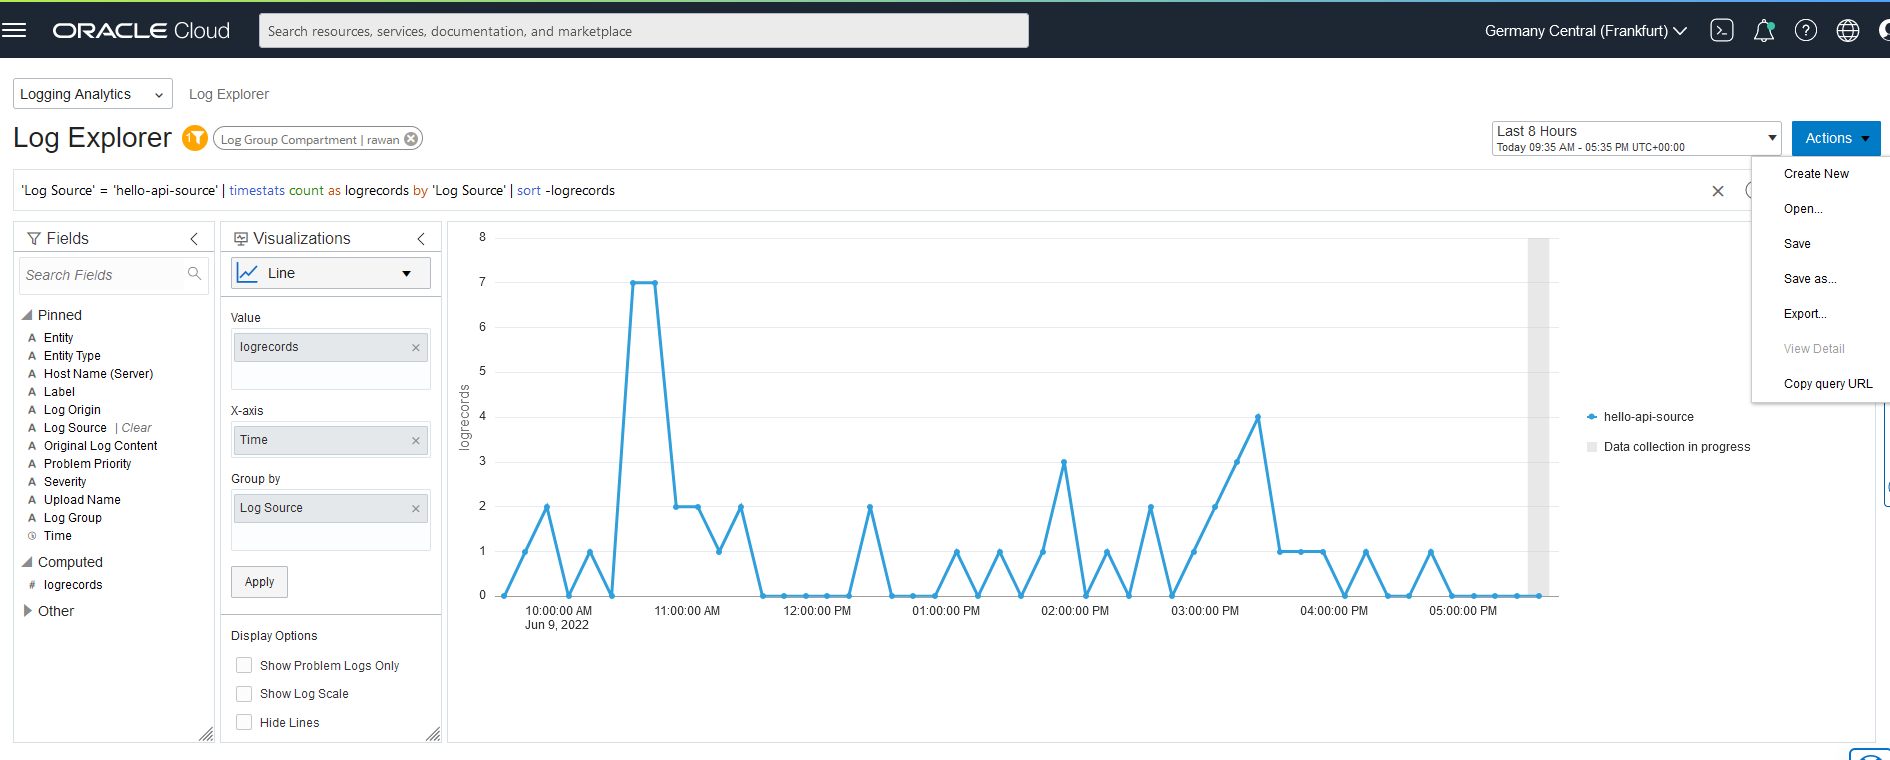 ORACLE Cloud
Search resources, services, documentation, and marketplace
Germany Central (Frankfurt)
Logging Analytics
Log Explorer
Log Explorer
1
Log Group Compartment | rawan
Last 8 Hours
Today 09:35 AM - 05:35 PM UTC+00:00
Actions
Create New
Open...
Save
Save as...
Export...
View Detail
Copy query URL
'Log Source' = 'hello-api-source' | timestats count as logrecords by 'Log Source' | sort -logrecords
Fields
Search Fields
Pinned
A Entity
A Entity Type
A Host Name (Server)
A Label
A Log Origin
A Log Source | Clear
A Original Log Content
A Problem Priority
A Severity
A Upload Name
A Log Group
Time
Computed
# logrecords
Other
Visualizations
Line
Value
logrecords
X-axis
Time
Group by
Log Source
Apply
Display Options
Show Problem Logs Only
Show Log Scale
Hide Lines
logrecords
8
7
6
5
4
3
2
1
0
10:00:00 AM
Jun 9, 2022
11:00:00 AM
12:00:00 PM
01:00:00 PM
02:00:00 PM
03:00:00 PM
04:00:00 PM
05:00:00 PM
hello-api-source
Data collection in progress